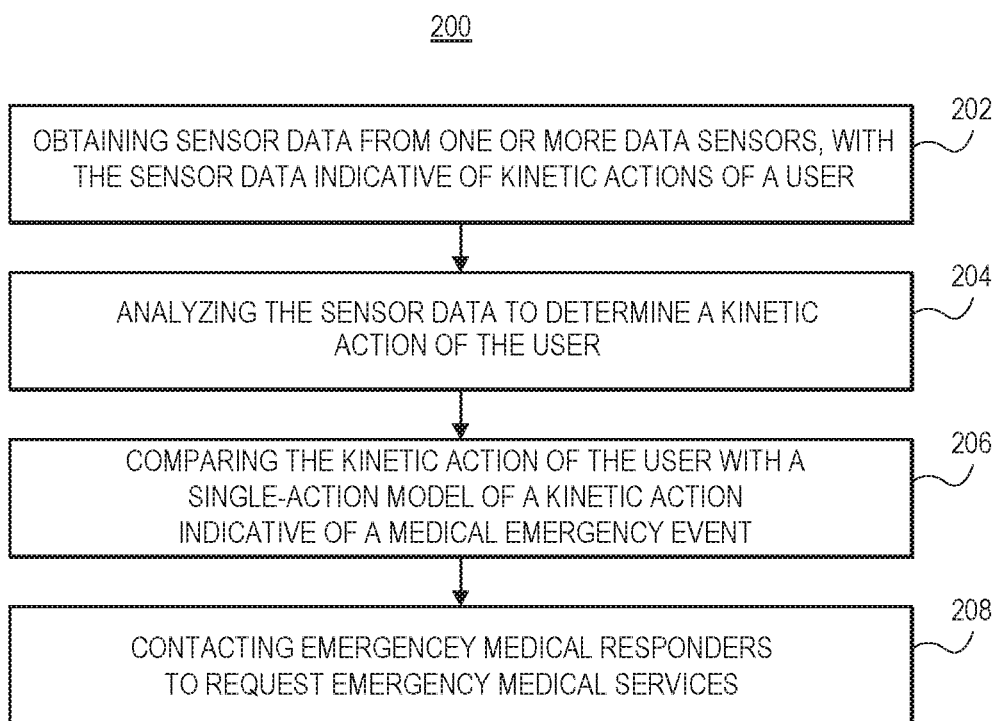 200
202
OBTAINING SENSOR DATA FROM ONE OR MORE DATA SENSORS, WITH
THE SENSOR DATA INDICATIVE OF KINETIC ACTIONS OF A USER
204
ANALYZING THE SENSOR DATA TO DETERMINE A KINETIC
ACTION OF THE USER
206
COMPARING THE KINETIC ACTION OF THE USER WITH A
SINGLE-ACTION MODEL OF A KINETIC ACTION
INDICATIVE OF A MEDICAL EMERGENCY EVENT
208
CONTACTING EMERGENCEY MEDICAL RESPONDERS
TO REQUEST EMERGENCY MEDICAL SERVICES